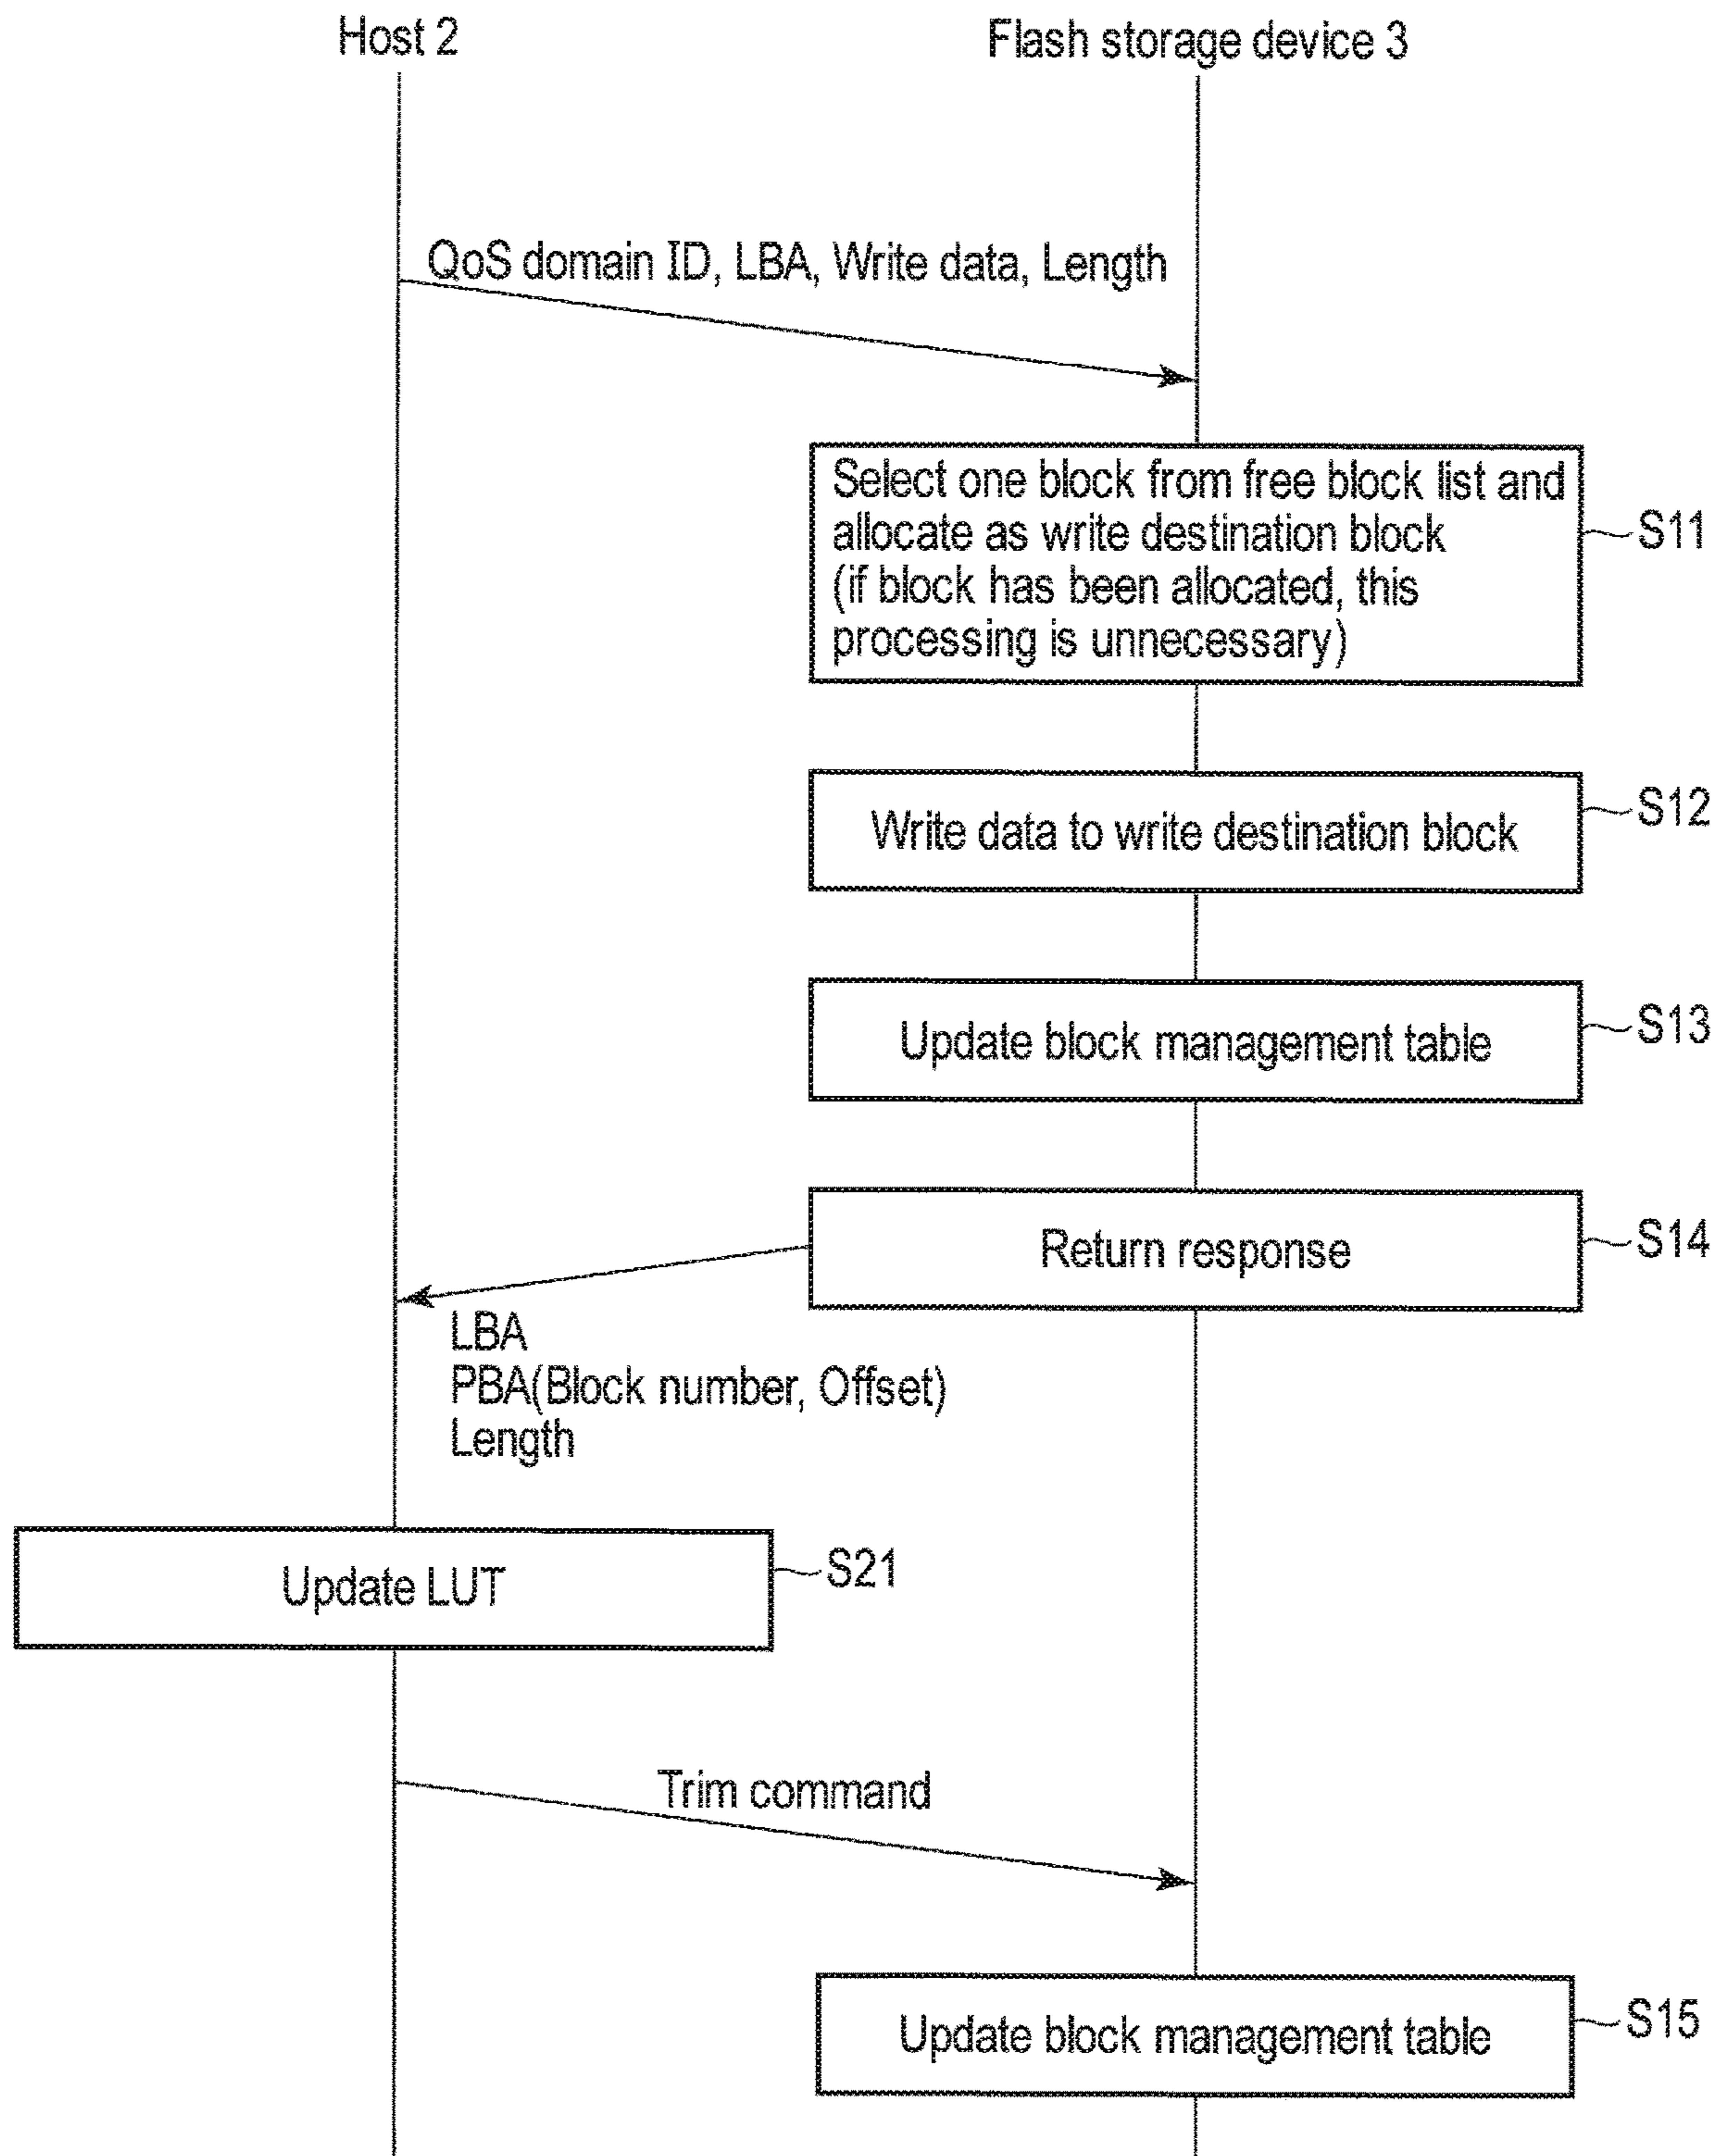 Host 2
Flash storage device 3
QoS domain ID, LBA, Write data, Length
Select one block from free block list and
allocate as write destination block
(if block has been allocated, this
processing is unnecessary)
S11
Write data to write destination block
S12
Update block management table
S13
Return response
S14
LBA
PBA(Block number, Offset)
Length
Update LUT
S21
Trim command
Update block management table
S15